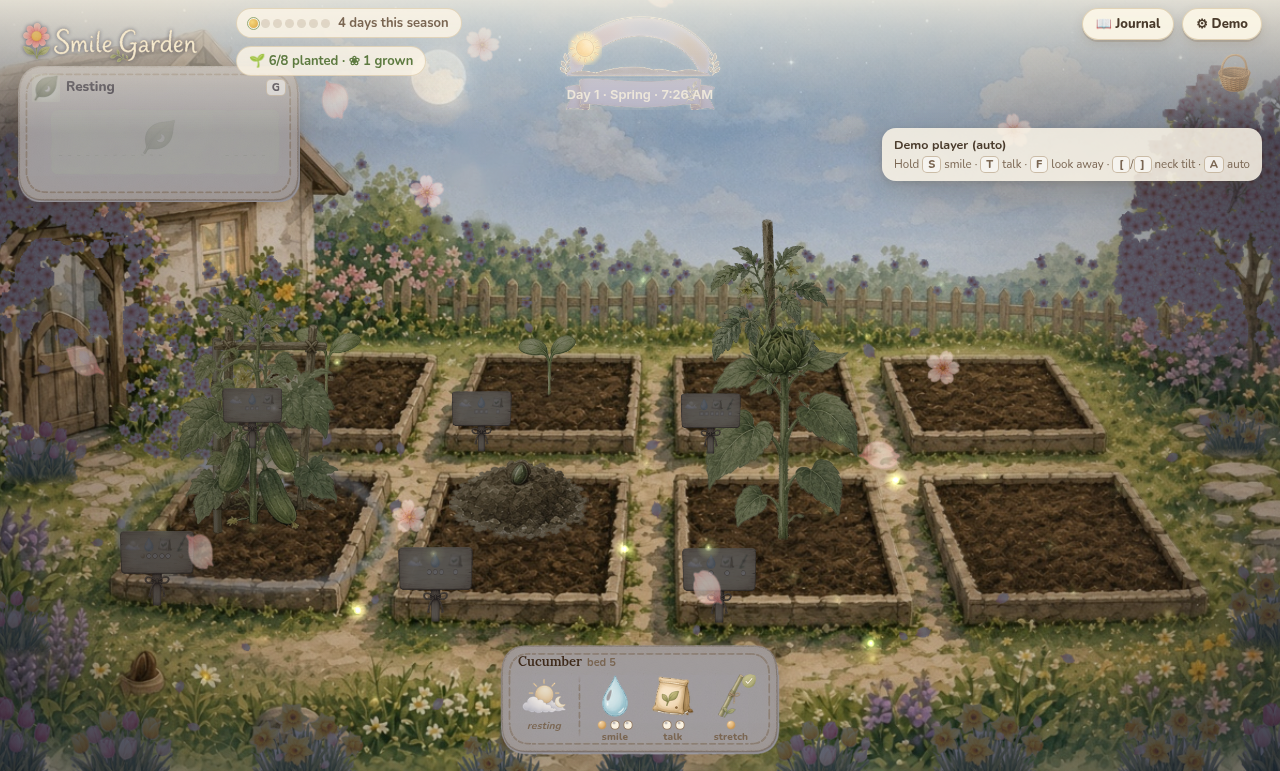 Smile Garden
4 days this season
6/8 planted · 1 grown
Day 1 · Spring · 7:26 AM
Journal
Demo
Resting
G
Demo player (auto)
Hold S smile · T talk · F look away · [ / ] neck tilt · A auto
Cucumber bed 5
resting
smile
talk
stretch